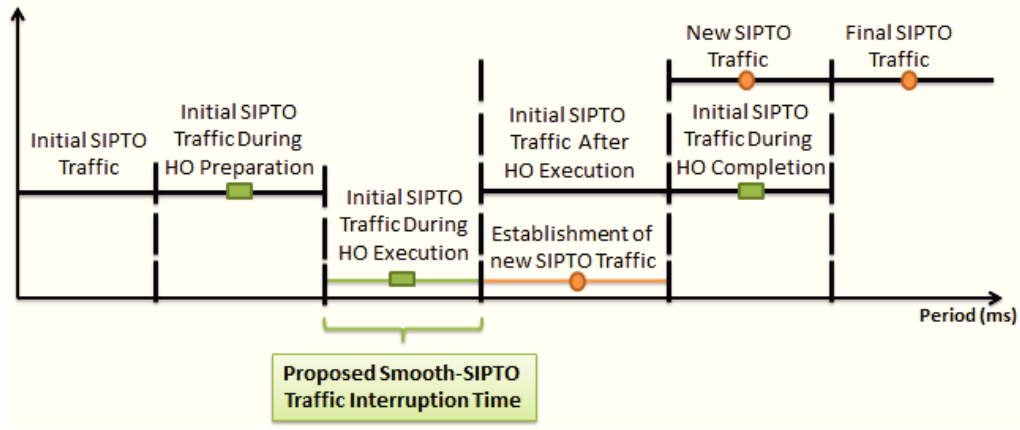 New SIPTO
Traffic
Final SIPTO
Traffic
Initial SIPTO
Traffic
Initial SIPTO
Traffic During
HO Preparation
Initial SIPTO
Traffic During
HO Execution
Initial SIPTO
Traffic After
HO Execution
Initial SIPTO
Traffic During
HO Completion
Establishment of
new SIPTO Traffic
Period (ms)
Proposed Smooth-SIPTO
Traffic Interruption Time